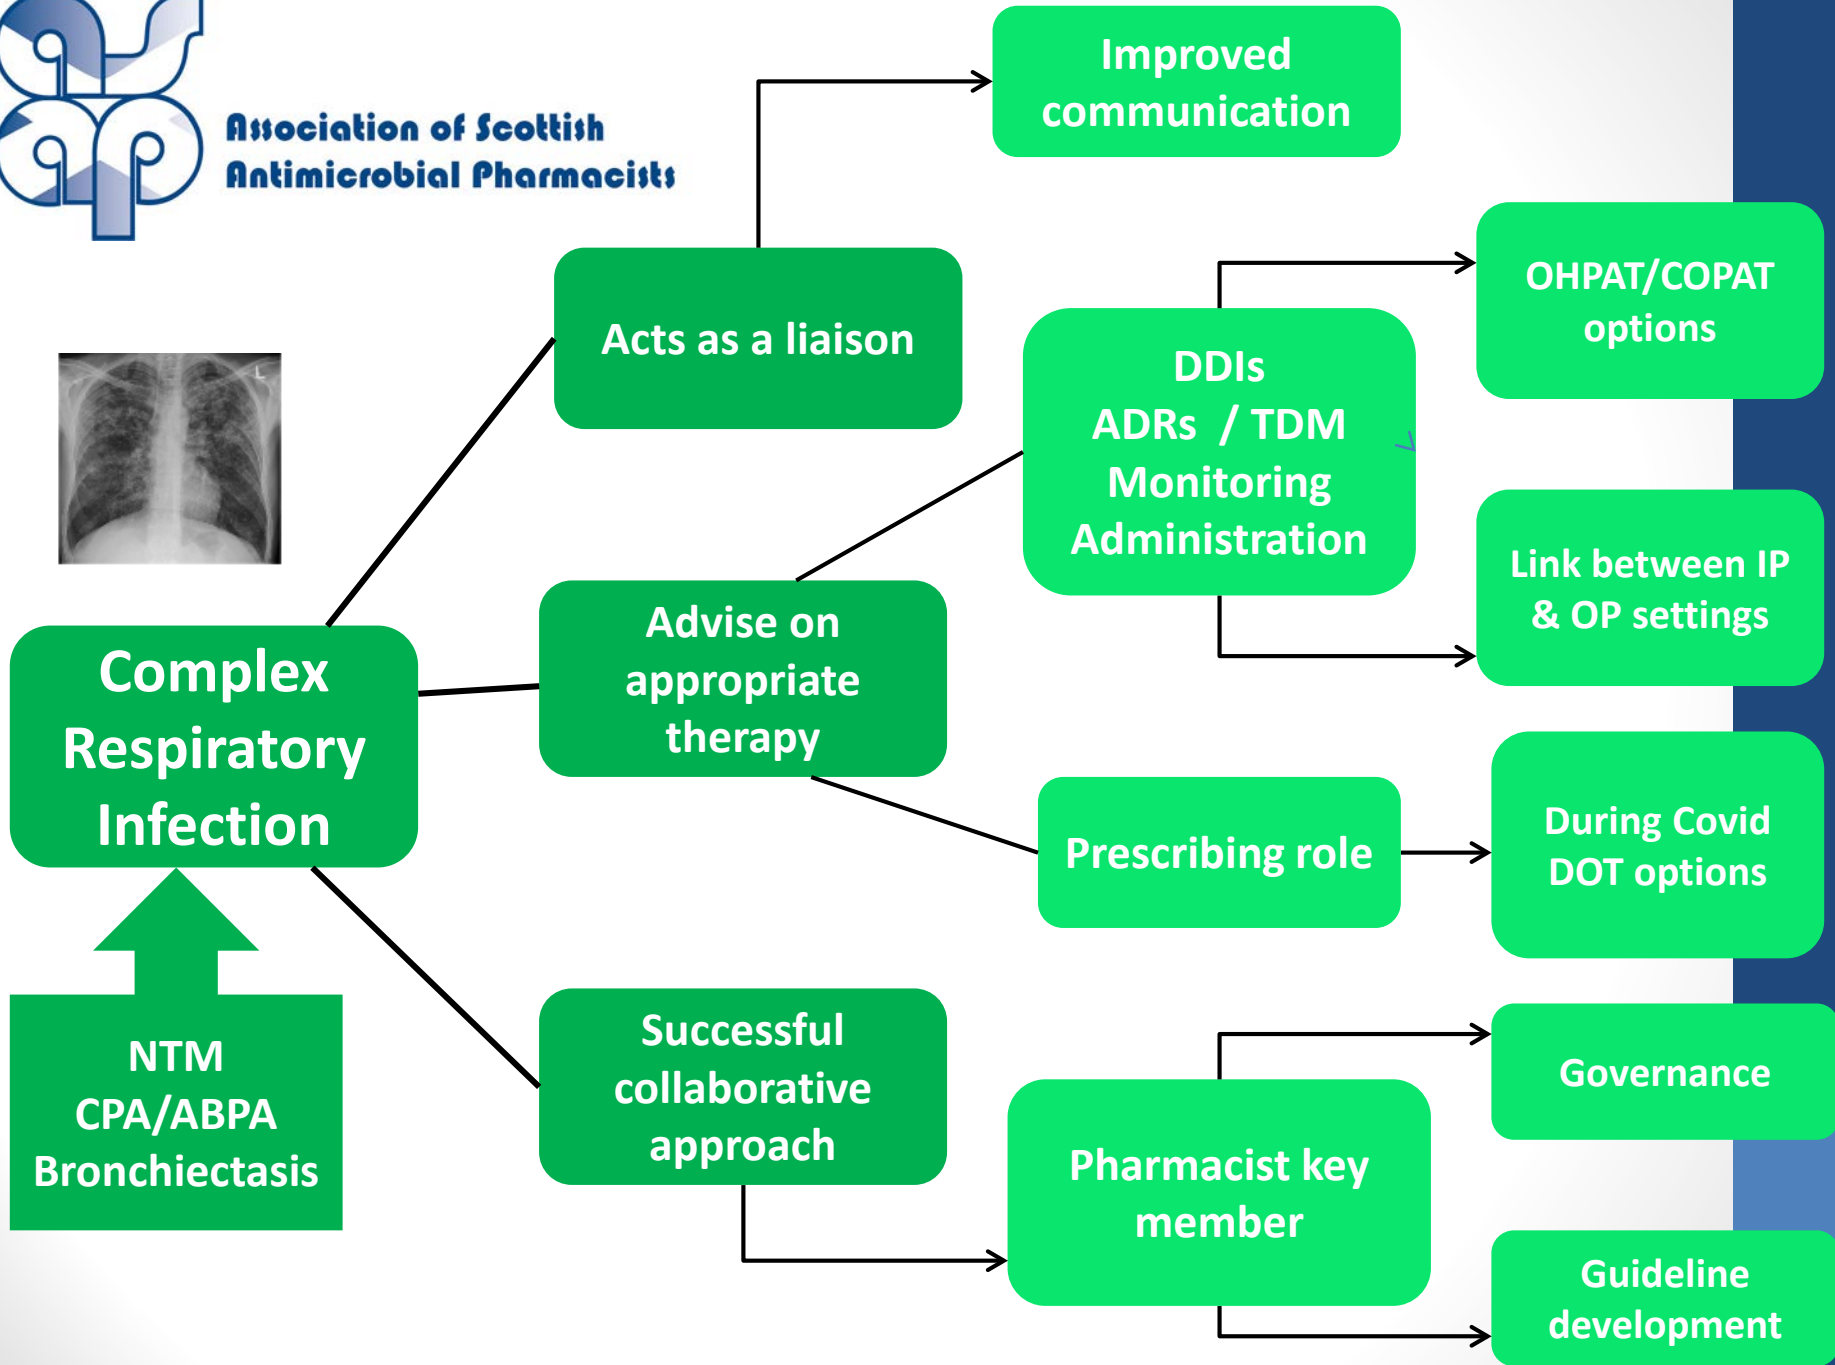 Association of Scottish
Antimicrobial Pharmacists
Improved
communication
Acts as a liaison
OHPAT/COPAT
options
DDIs
ADRs / TDM
Monitoring
Administration
Link between IP
& OP settings
L
Complex
Respiratory
Infection
Advise on
appropriate
therapy
Prescribing role
During Covid
DOT options
NTM
CPA/ABPA
Bronchiectasis
Successful
collaborative
approach
Pharmacist key
member
Governance
Guideline
development